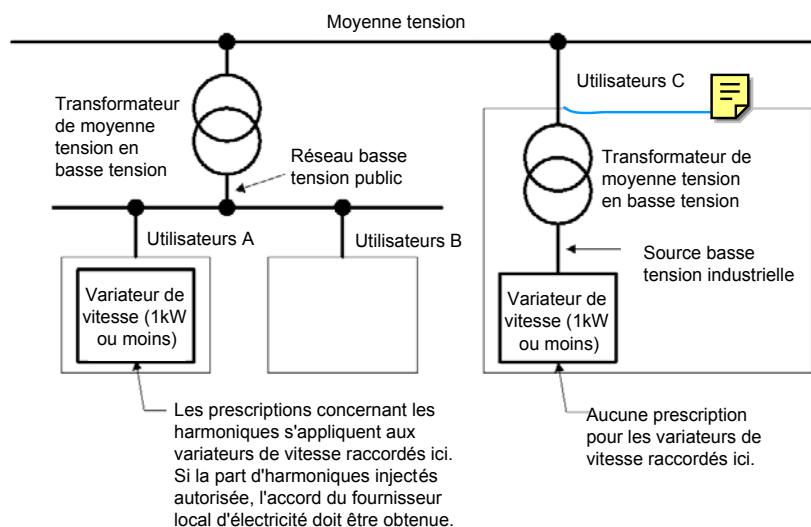 Moyenne tension
Utilisateurs C
Transformateur
de moyenne
tension en
basse tension
Réseau basse
tension public
Transformateur de
moyenne tension
en basse tension
Utilisateurs A
Utilisateurs B
Source basse
tension industrielle
Variateur de
vitesse (1kW
ou moins)
Variateur de
vitesse (1kW
ou moins)
Les prescriptions concernant les
harmoniques s'appliquent aux
variateurs de vitesse raccordés ici.
Si la part d'harmoniques injectés
autorisée, l'accord du fournisseur
local d'électricité doit être obtenue.
Aucune prescription
pour les variateurs de
vitesse raccordés ici.